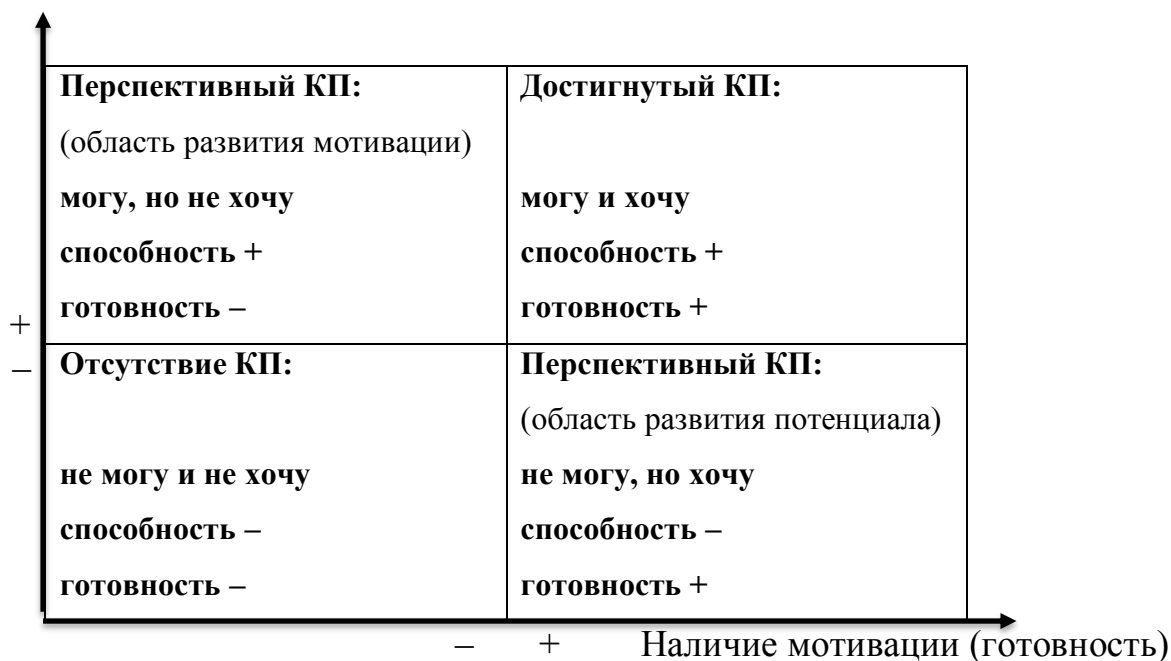 Перспективный КП:
(область развития мотивации)
могу, но не хочу
способность +
готовность –
Достигнутый КП:
могу и хочу
способность +
готовность +
+
–
Отсутствие КП:
не могу и не хочу
способность –
готовность –
Перспективный КП:
(область развития потенциала)
не могу, но хочу
способность –
готовность +
– + Наличие мотивации (готовность)